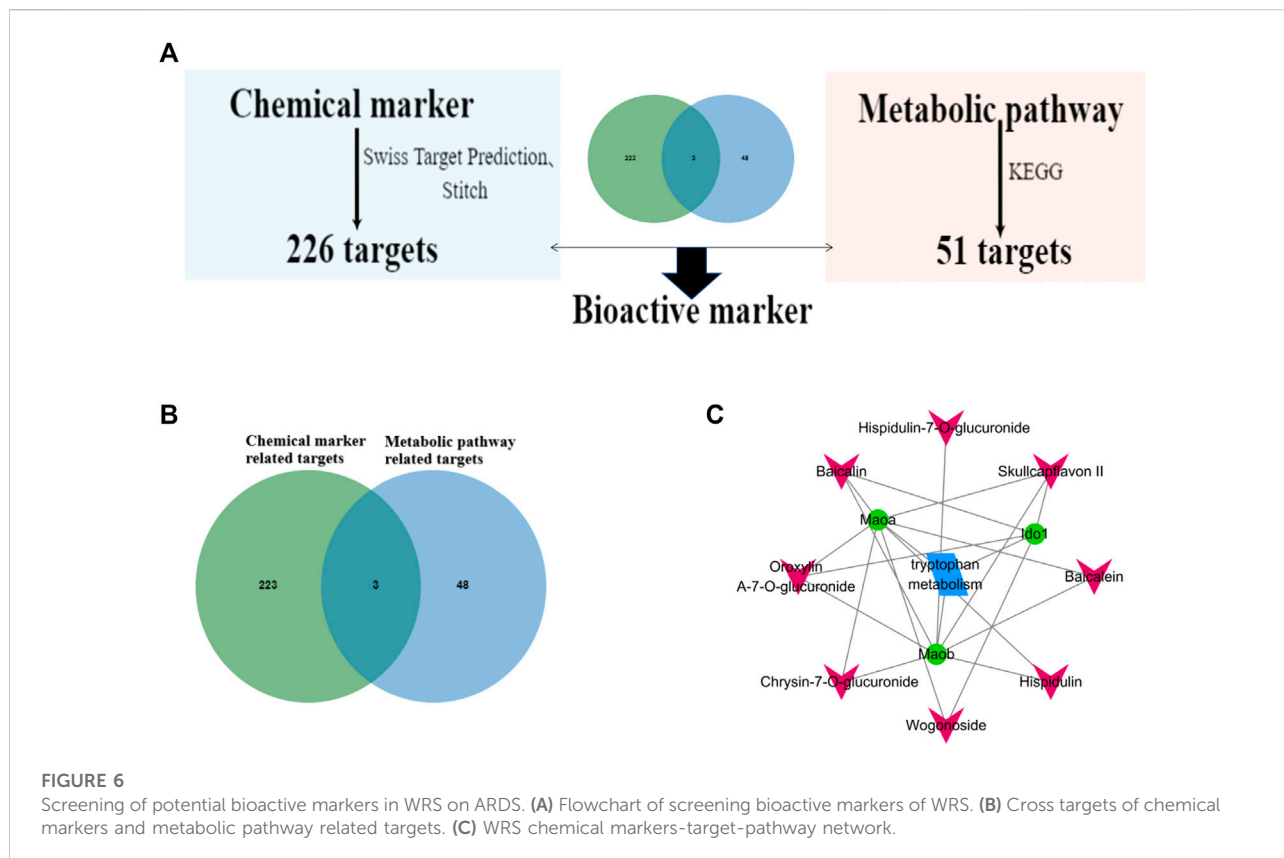 A
Chemical marker
Swiss Target Prediction、
Stitch
226 targets
223
3
48
Metabolic pathway
KEGG
51 targets
Bioactive marker
B
Chemical marker
related targets
Metabolic pathway
related targets
223
3
48
C
Hispidulin-7-O-glucuronide
Baicalin
Skullcapflavon II
Maoa
Ido1
Oroxylin
A-7-O-glucuronide
tryptophan
metabolism
Baicalein
Maob
Chrysin-7-O-glucuronide
Hispidulin
Wogonoside
FIGURE 6
Screening of potential bioactive markers in WRS on ARDS. (A) Flowchart of screening bioactive markers of WRS. (B) Cross targets of chemical
markers and metabolic pathway related targets. (C) WRS chemical markers-target-pathway network.